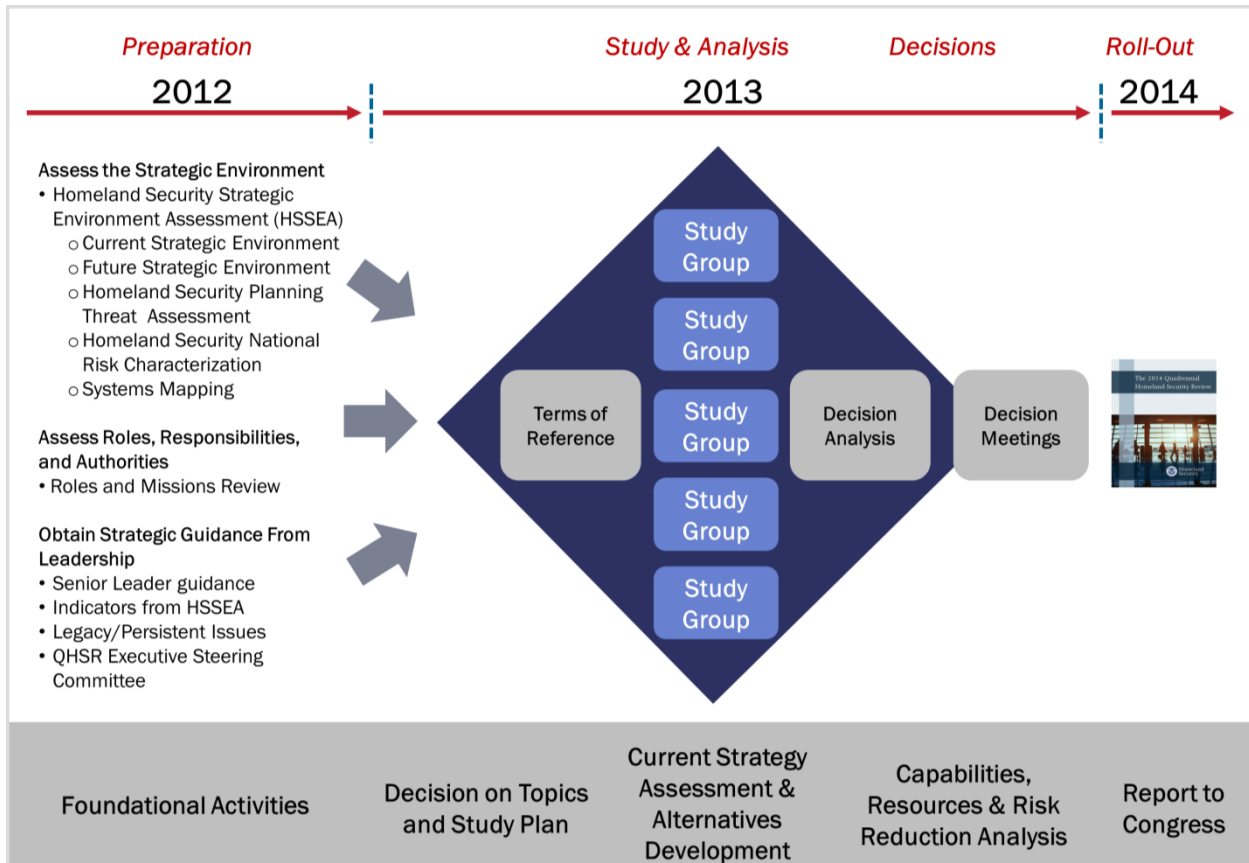 Preparation
Study & Analysis
Decisions
Roll-Out
2012
2013
2014
Assess the Strategic Environment
• Homeland Security Strategic
Environment Assessment (HSSEA)
o Current Strategic Environment
o Future Strategic Environment
o Homeland Security Planning
Threat Assessment
o Homeland Security National
Risk Characterization
o Systems Mapping
Assess Roles, Responsibilities,
and Authorities
• Roles and Missions Review
Obtain Strategic Guidance From
Leadership
• Senior Leader guidance
• Indicators from HSSEA
• Legacy/Persistent Issues
• QHSR Executive Steering
Committee
Terms of
Reference
Study
Group
Study
Group
Study
Group
Study
Group
Study
Group
Decision
Analysis
Decision
Meetings
The 2014 Quadrennial
Homeland Security Review
Homeland
Security
Foundational Activities
Decision on Topics
and Study Plan
Current Strategy
Assessment &
Alternatives
Development
Capabilities,
Resources & Risk
Reduction Analysis
Report to
Congress